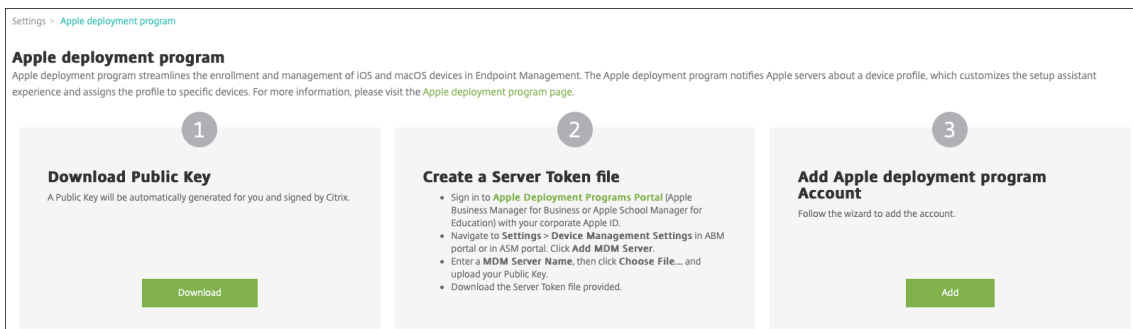 Settings > Apple deployment program
Apple deployment program
Apple deployment program streamlines the enrollment and management of iOS and macOS devices in Endpoint Management. The Apple deployment program notifies Apple servers about a device profile, which customizes the setup assistant
experience and assigns the profile to specific devices. For more information, please visit the Apple deployment program page.
1
Download Public Key
A Public Key will be automatically generated for you and signed by Citrix.
Download
2
Create a Server Token file
• Sign in to Apple Deployment Programs Portal (Apple
Business Manager for Business or Apple School Manager for
Education) with your corporate Apple ID.
• Navigate to Settings > Device Management Settings in ABM
portal or in ASM portal. Click Add MDM Server.
• Enter a MDM Server Name, then click Choose File... and
upload your Public Key.
• Download the Server Token file provided.
3
Add Apple deployment program
Account
Follow the wizard to add the account.
Add